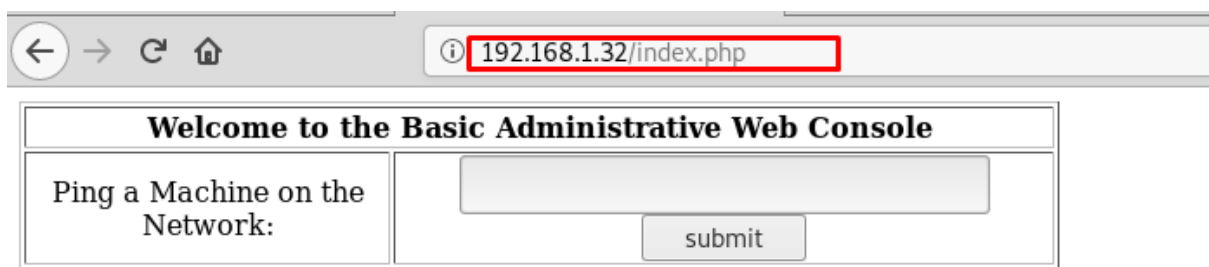 192.168.1.32/index.php
Welcome to the Basic Administrative Web Console
Ping a Machine on the
Network:
submit